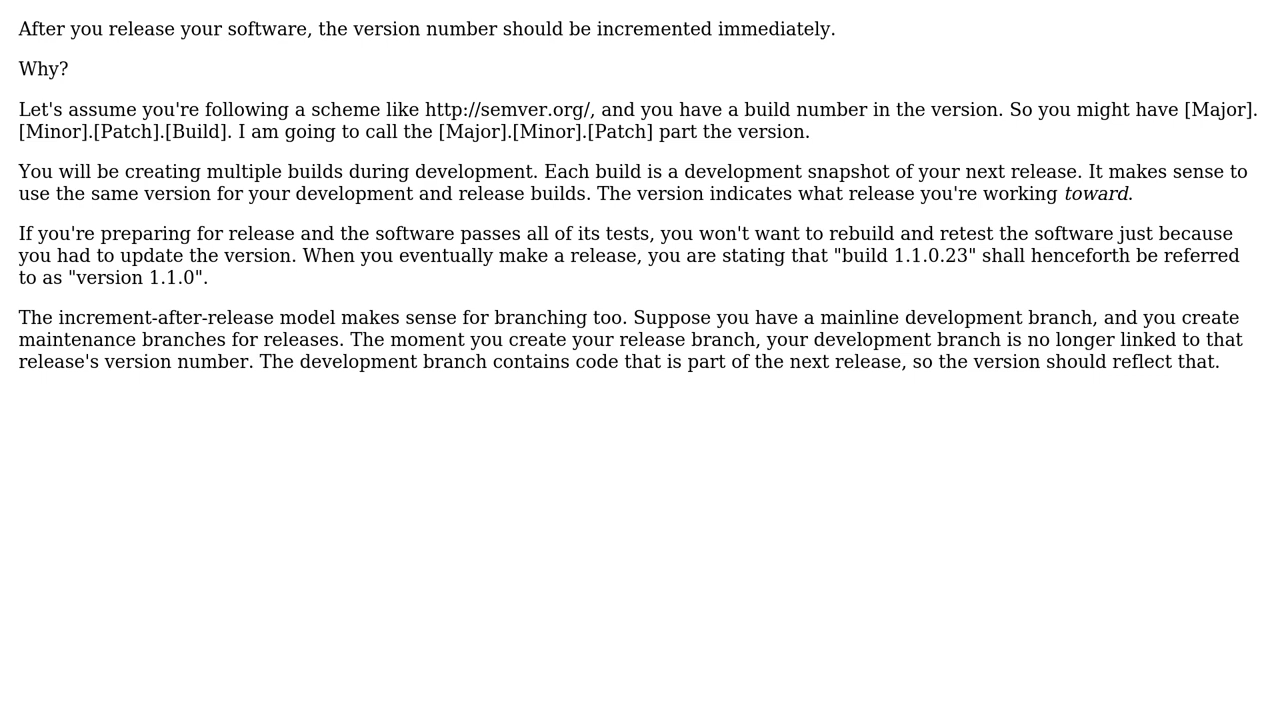 After you release your software, the version number should be incremented immediately.
Why?
Let's assume you're following a scheme like http://semver.org/, and you have a build number in the version. So you might have [Major].
[Minor].[Patch].[Build]. I am going to call the [Major].[Minor].[Patch] part the version.
You will be creating multiple builds during development. Each build is a development snapshot of your next release. It makes sense to
use the same version for your development and release builds. The version indicates what release you're working toward.
If you're preparing for release and the software passes all of its tests, you won't want to rebuild and retest the software just because
you had to update the version. When you eventually make a release, you are stating that "build 1.1.0.23" shall henceforth be referred
to as "version 1.1.0".
The increment-after-release model makes sense for branching too. Suppose you have a mainline development branch, and you create
maintenance branches for releases. The moment you create your release branch, your development branch is no longer linked to that
release's version number. The development branch contains code that is part of the next release, so the version should reflect that.